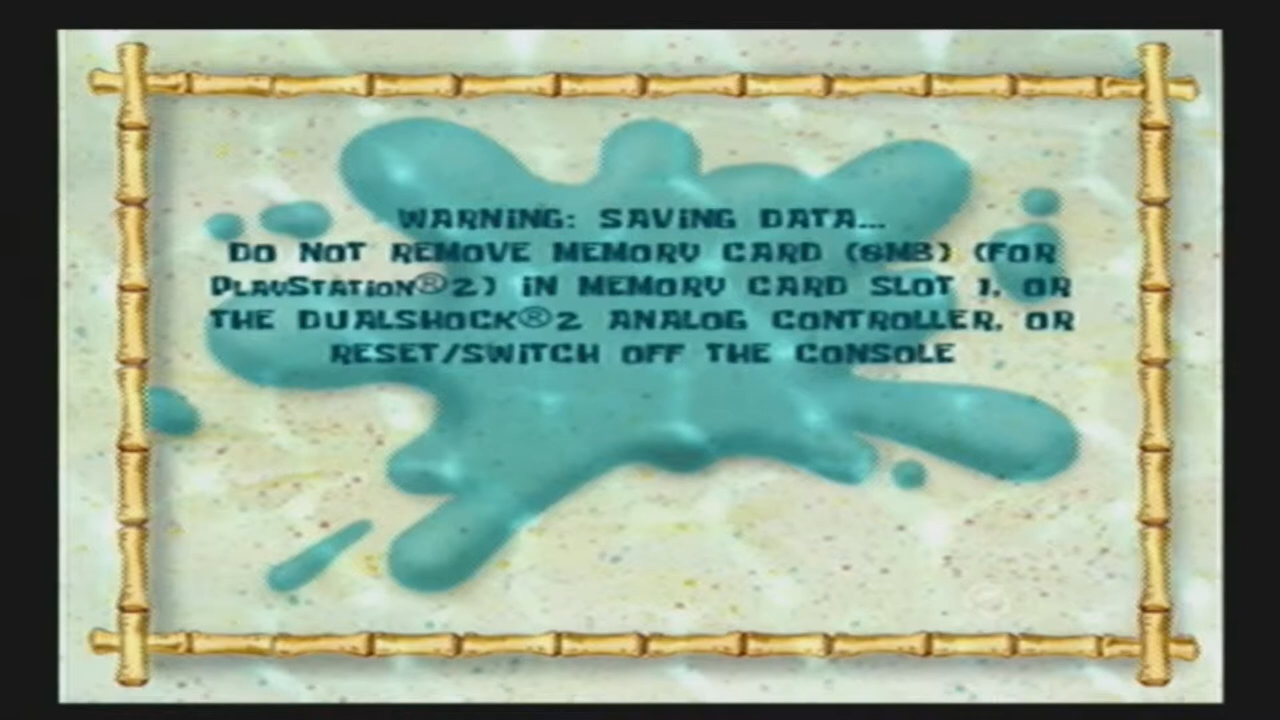 WARNiNG: SAViNG DATA...
DO NOT REMOVE MEMORY CARD (8MB) (FOR
PLAYSTATiON®2) iN MEMORY CARD SLOT 1, OR
THE DUALSHOCK®2 ANALOG CONTROLLER, OR
RESET/SWiTCH OFF THE CONSOLE